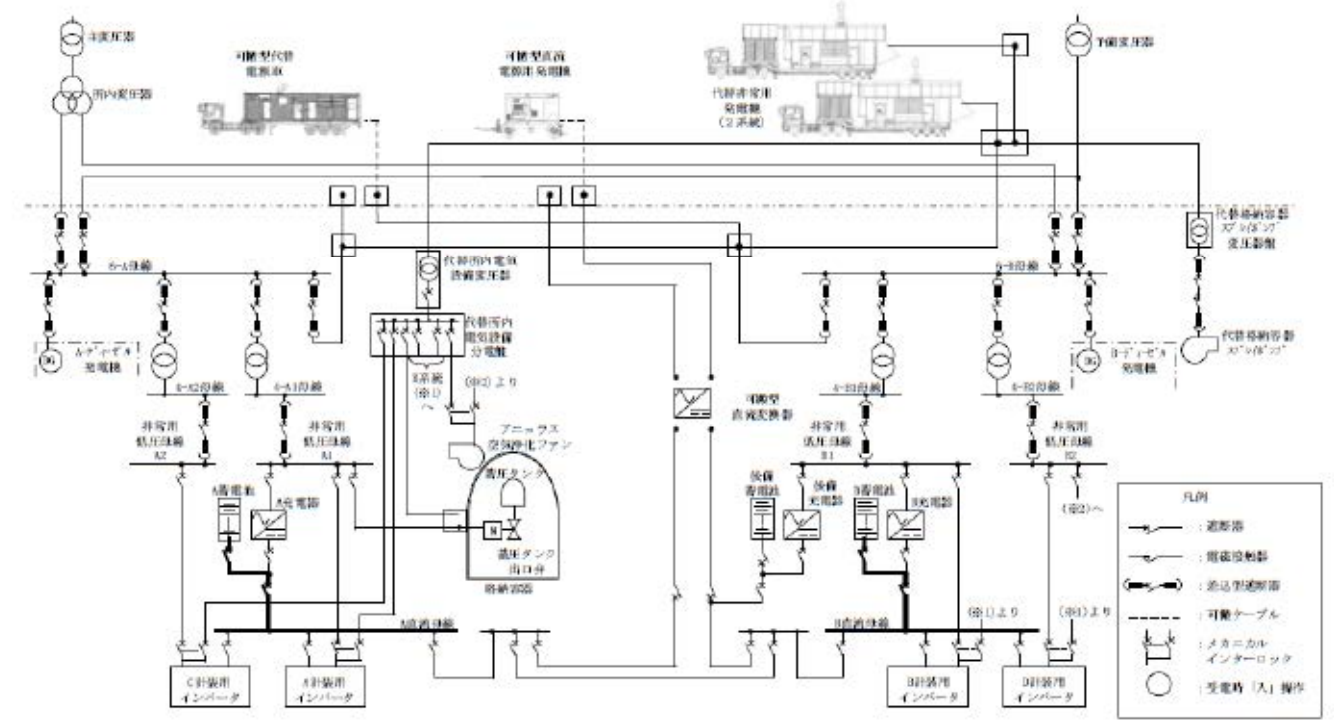 主変圧器
所内変圧器
可搬型代替
電源車
可搬型直流
電源用発電機
代替非常用
発電機
(2系統)
予備変圧器
代替格納容器
ｽﾌﾟﾚｲﾎﾟﾝﾌﾟ
変圧器盤
6-A母線
代替所内電気
設備変圧器
6-B母線
代替所内
電気設備
分電盤
代替格納容器
ｽﾌﾟﾚｲﾎﾟﾝﾌﾟ
DG
A-ﾃﾞｨｰｾﾞﾙ
発電機
DG
B-ﾃﾞｨｰｾﾞﾙ
発電機
B系統
(※1)
へ
(※2)より
4-A2母線
4-A1母線
可搬型
直流変換器
4-B1母線
4-B2母線
非常用
低圧母線
A2
非常用
低圧母線
A1
アニュラス
空気浄化ファン
非常用
低圧母線
B1
非常用
低圧母線
B2
A蓄電池
A充電器
蓄圧タンク
M
蓄圧タンク
出口弁
格納容器
後備
蓄電池
後備
充電器
B蓄電池
B充電器
(※2)へ
A直流母線
B直流母線
(※1)より
(※1)より
C計装用
インバータ
A計装用
インバータ
B計装用
インバータ
D計装用
インバータ
凡例
:遮断器
:電磁接触器
:差込型遮断器
:可搬ケーブル
:メカニカル
インターロック
:受電時「入」操作